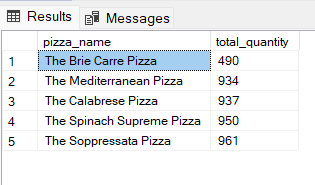 Results Messages
pizza_name total_quantity
1 The Brie Carre Pizza 490
2 The Mediterranean Pizza 934
3 The Calabrese Pizza 937
4 The Spinach Supreme Pizza 950
5 The Soppressata Pizza 961